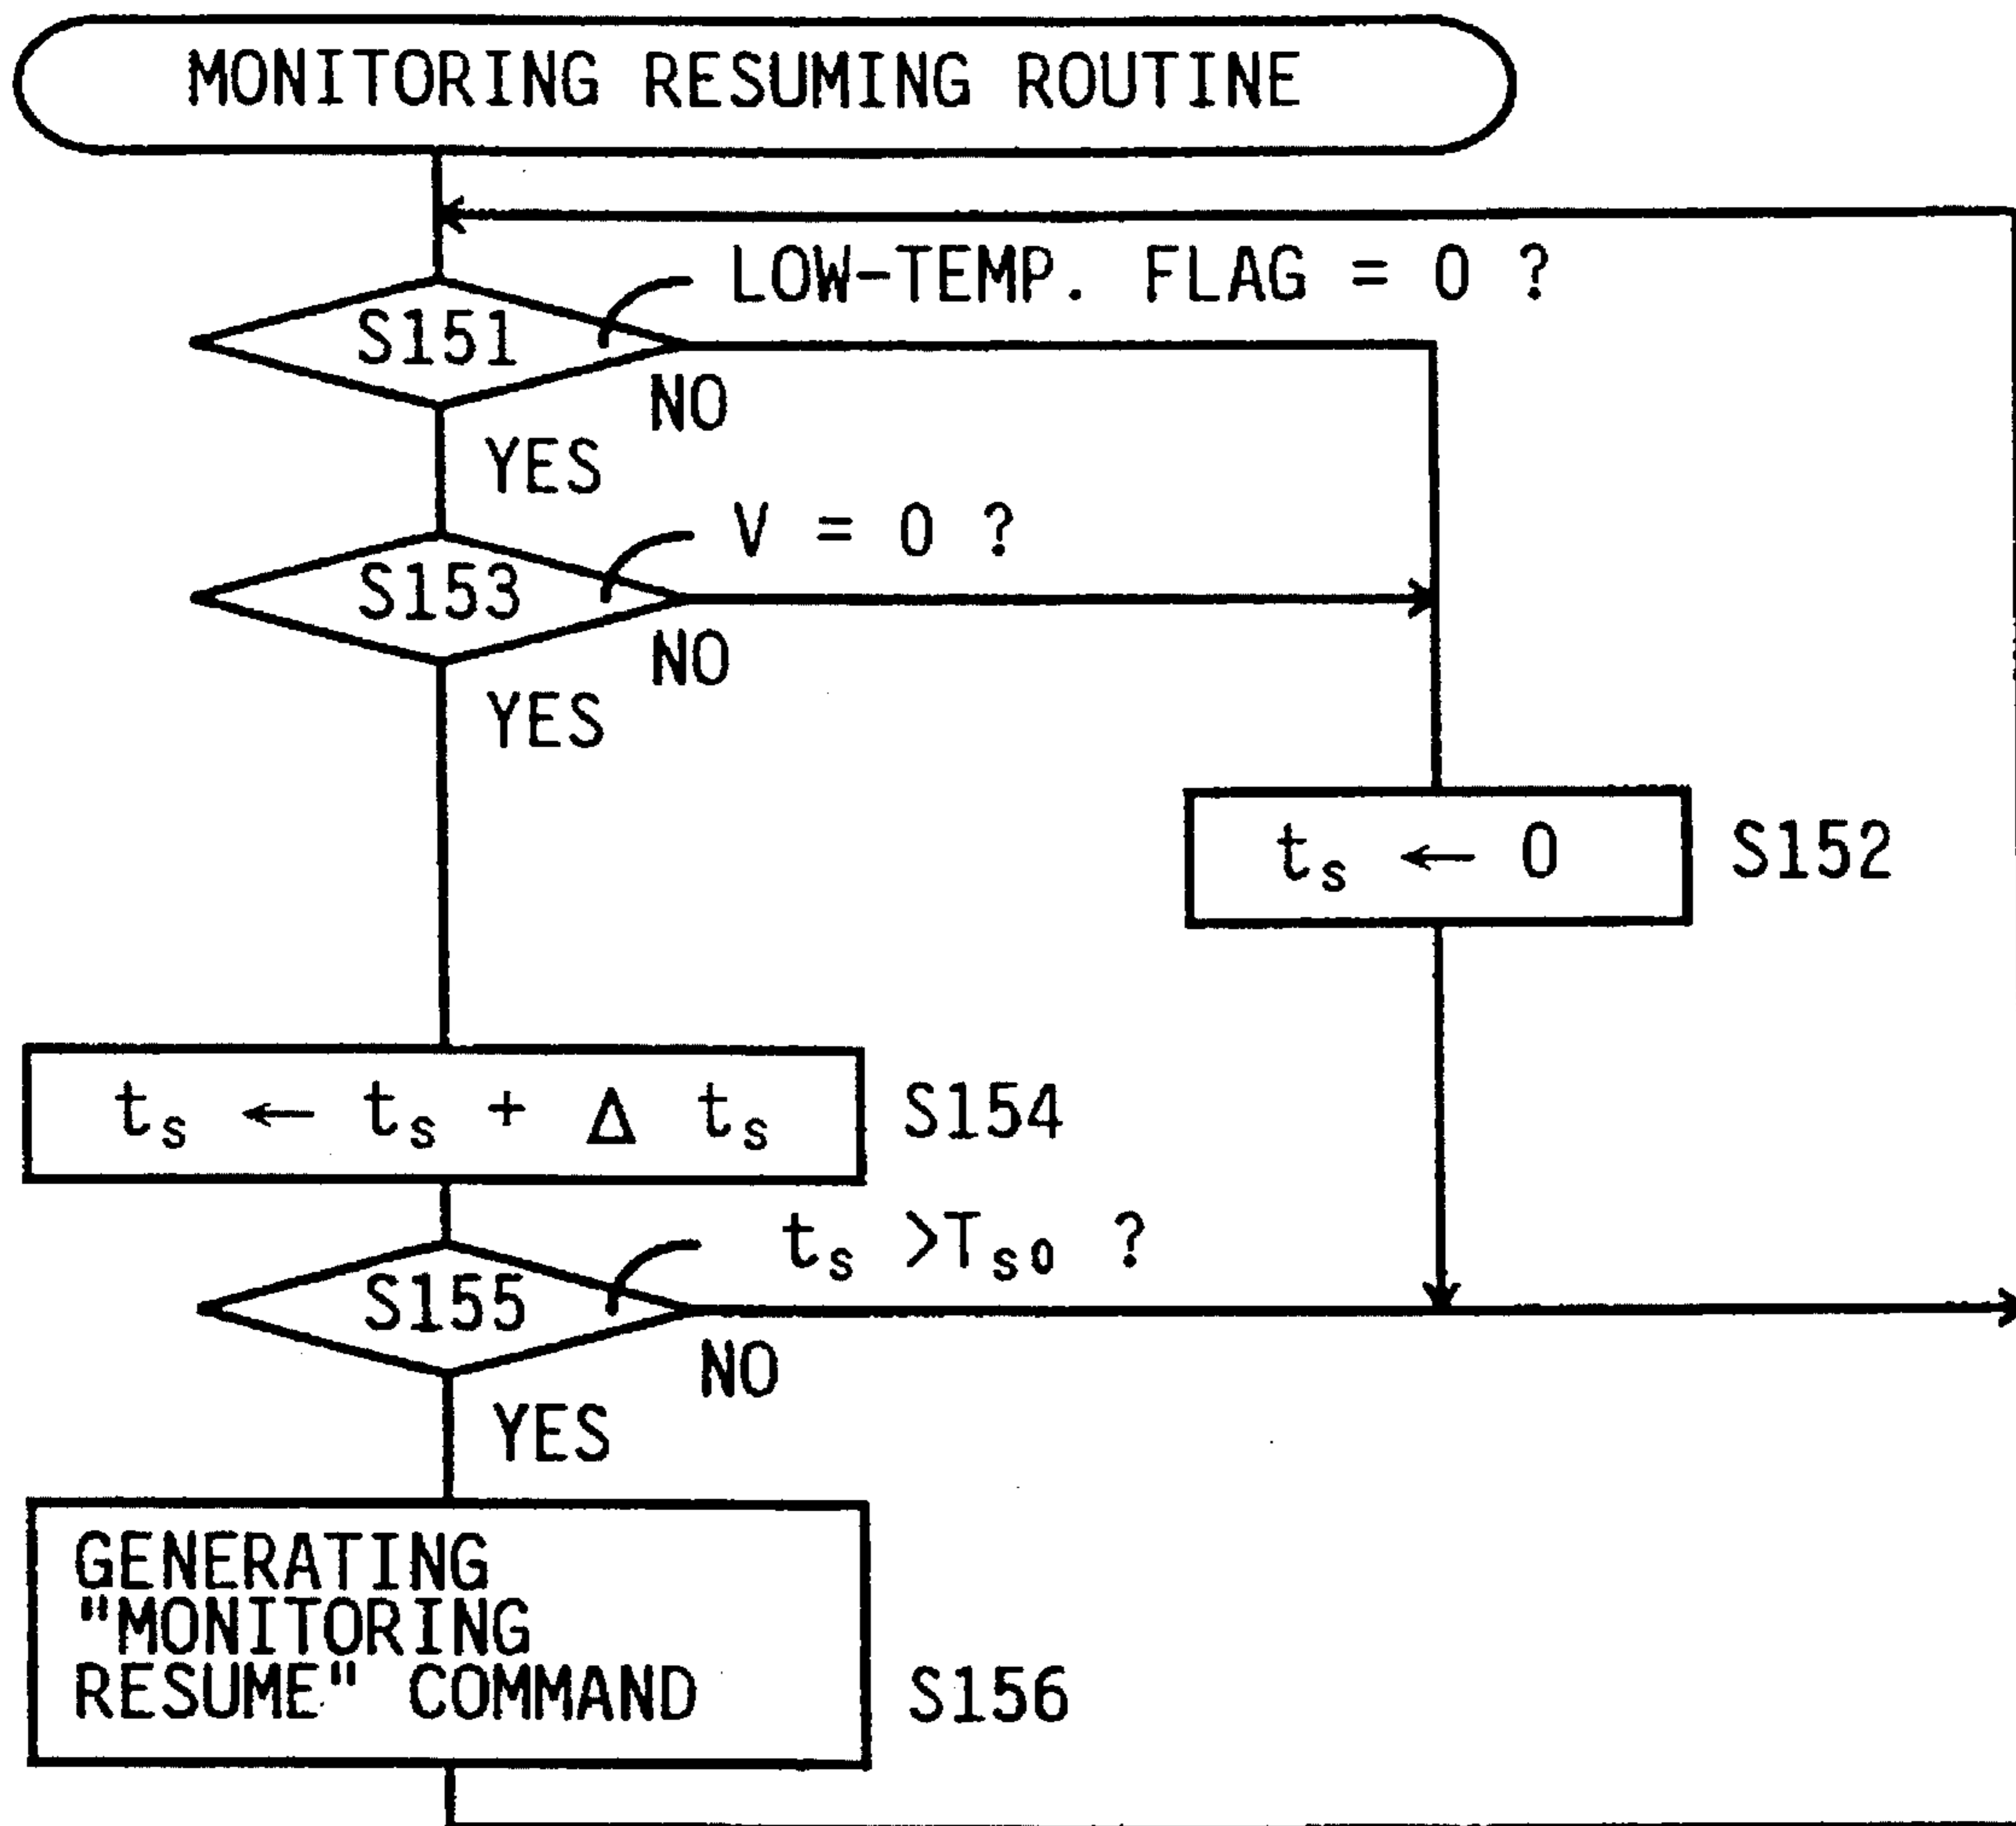 MONITORING RESUMING ROUTINE
LOW-TEMP. FLAG = 0 ?
S151
NO
YES
V = 0 ?
S153
NO
YES
tₛ ← 0
S152
tₛ ← tₛ + Δ tₛ
S154
tₛ >Tₛ₀ ?
S155
NO
YES
GENERATING
"MONITORING
RESUME" COMMAND
S156